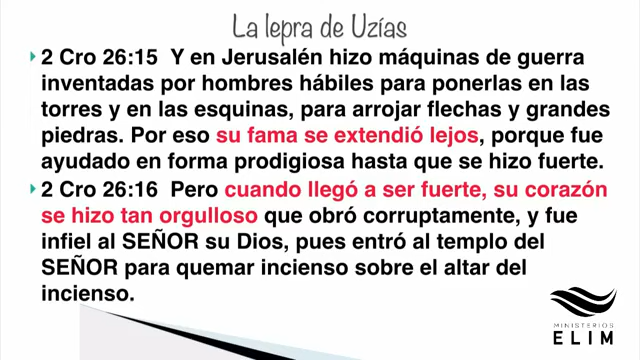 La lepra de Uzías
2 Cro 26:15 Y en Jerusalén hizo máquinas de guerra
inventadas por hombres hábiles para ponerlas en las
torres y en las esquinas, para arrojar flechas y grandes
piedras. Por eso su fama se extendió lejos, porque fue
ayudado en forma prodigiosa hasta que se hizo fuerte.
2 Cro 26:16 Pero cuando llegó a ser fuerte, su corazón
se hizo tan orgulloso que obró corruptamente, y fue
infiel al SEÑOR su Dios, pues entró al templo del
SEÑOR para quemar incienso sobre el altar del
incienso.
MINISTERIOS
ELIM